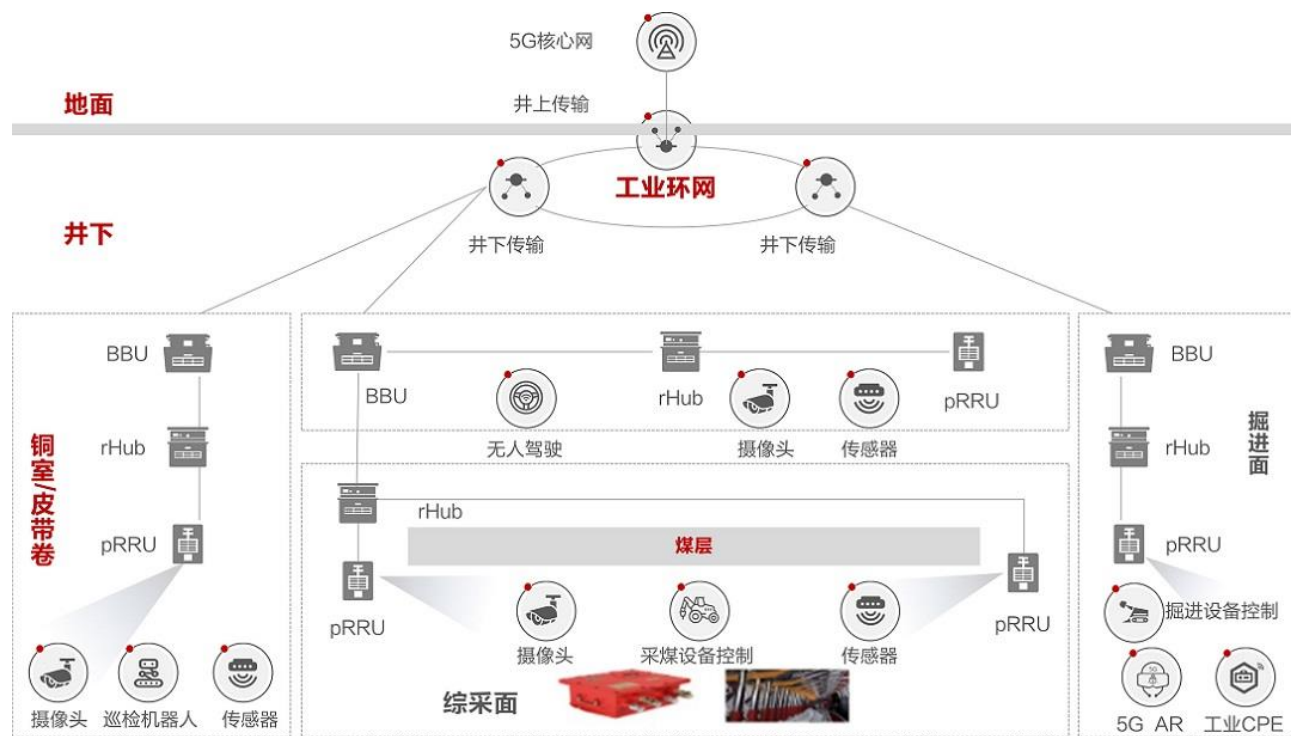 5G核心网
地面
井上传输
工业环网
井下
井下传输
井下传输
铜室/皮带卷
BBU
rHub
pRRU
摄像头
巡检机器人
传感器
BBU
rHub
pRRU
无人驾驶
摄像头
传感器
rHub
煤层
pRRU
pRRU
摄像头
采煤设备控制
传感器
综采面
BBU
掘进面
rHub
pRRU
掘进设备控制
5G AR
工业CPE